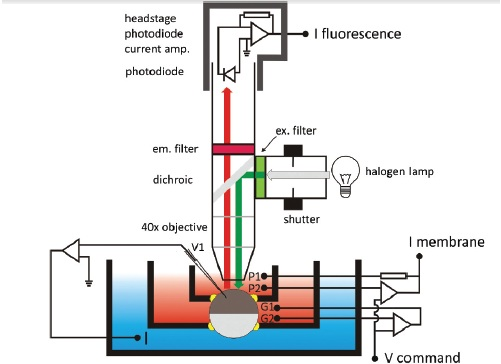 headstage
photodiode
current amp.
I fluorescence
photodiode
ex. filter
em. filter
dichroic
halogen lamp
40x objective
shutter
V1
I membrane
P1
P2
G1
G2
I
V command